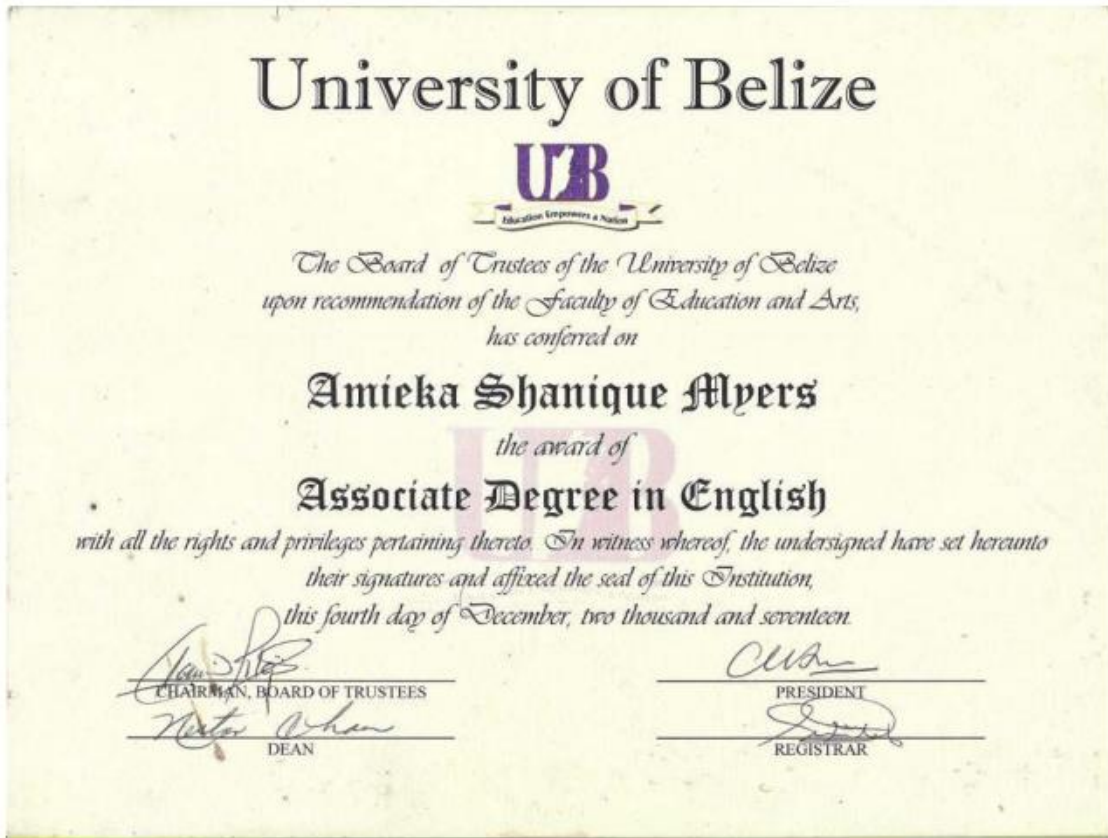 University of Belize
UB
Education Empowers a Nation
The Board of Trustees of the University of Belize
upon recommendation of the Faculty of Education and Arts,
has conferred on
Amieka Shanique Myers
the award of
UB
Associate Degree in English
with all the rights and privileges pertaining thereto. In witness whereof, the undersigned have set hereunto
their signatures and affixed the seal of this Institution,
this fourth day of December, two thousand and seventeen.
CHAIRMAN, BOARD OF TRUSTEES
PRESIDENT
DEAN
REGISTRAR